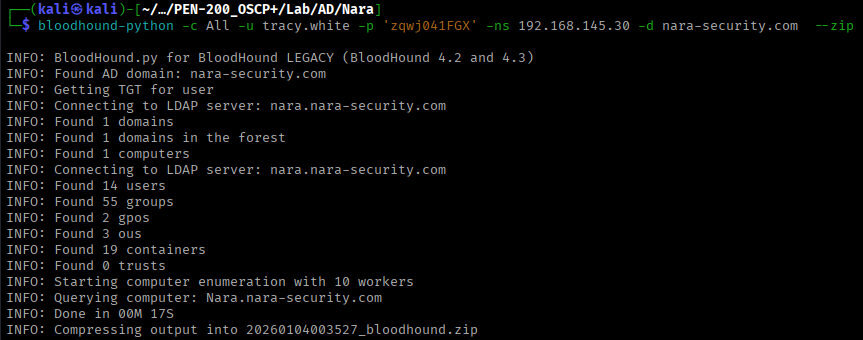 ┌──(kali㉿kali)-[~/…/PEN-200_OSCP+/Lab/AD/Nara]
└─$ bloodhound-python -c All -u tracy.white -p 'zqwj041FGX' -ns 192.168.145.30 -d nara-security.com  --zip
INFO: BloodHound.py for BloodHound LEGACY (BloodHound 4.2 and 4.3)
INFO: Found AD domain: nara-security.com
INFO: Getting TGT for user
INFO: Connecting to LDAP server: nara.nara-security.com
INFO: Found 1 domains
INFO: Found 1 domains in the forest
INFO: Found 1 computers
INFO: Connecting to LDAP server: nara.nara-security.com
INFO: Found 14 users
INFO: Found 55 groups
INFO: Found 2 gpos
INFO: Found 3 ous
INFO: Found 19 containers
INFO: Found 0 trusts
INFO: Starting computer enumeration with 10 workers
INFO: Querying computer: Nara.nara-security.com
INFO: Done in 00M 17S
INFO: Compressing output into 20260104003527_bloodhound.zip